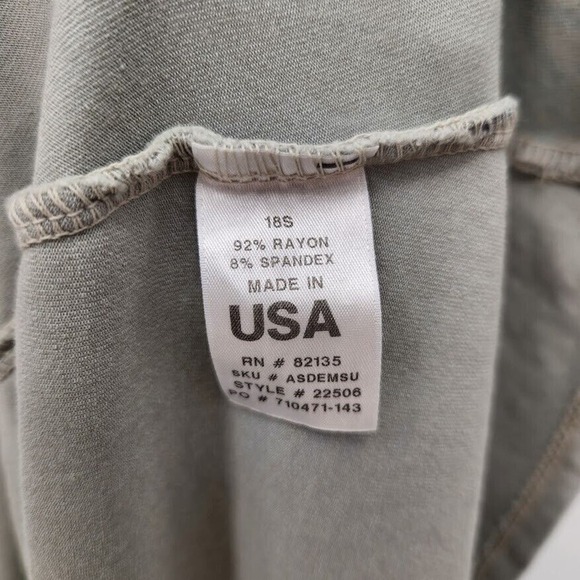 18S
92% RAYON
8% SPANDEX
MADE IN
USA
RN # 82135
SKU # ASDEMSU
STYLE # 22506
PO # 710471-143